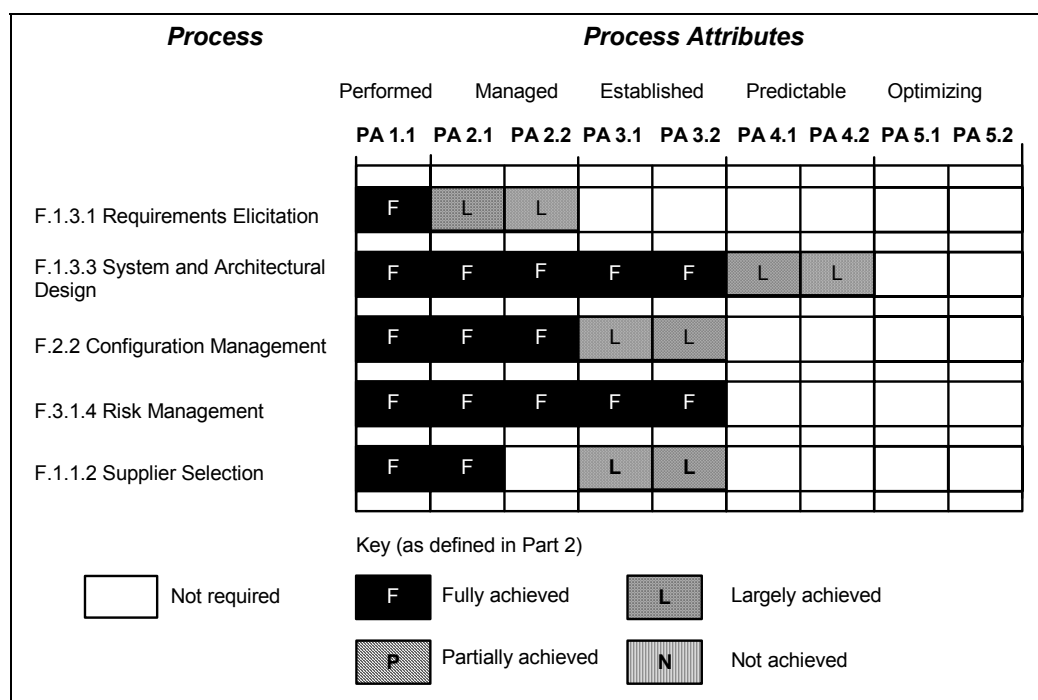 Process Process Attributes
Performed Managed Established Predictable Optimizing
PA 1.1 PA 2.1 PA 2.2 PA 3.1 PA 3.2 PA 4.1 PA 4.2 PA 5.1 PA 5.2
F.1.3.1 Requirements Elicitation F L L
F.1.3.3 System and Architectural
Design F F F F F L L
F.2.2 Configuration Management F F F L L
F.3.1.4 Risk Management F F F F F
F.1.1.2 Supplier Selection F F L L
Key (as defined in Part 2)
Not required F Fully achieved L Largely achieved
P Partially achieved N Not achieved